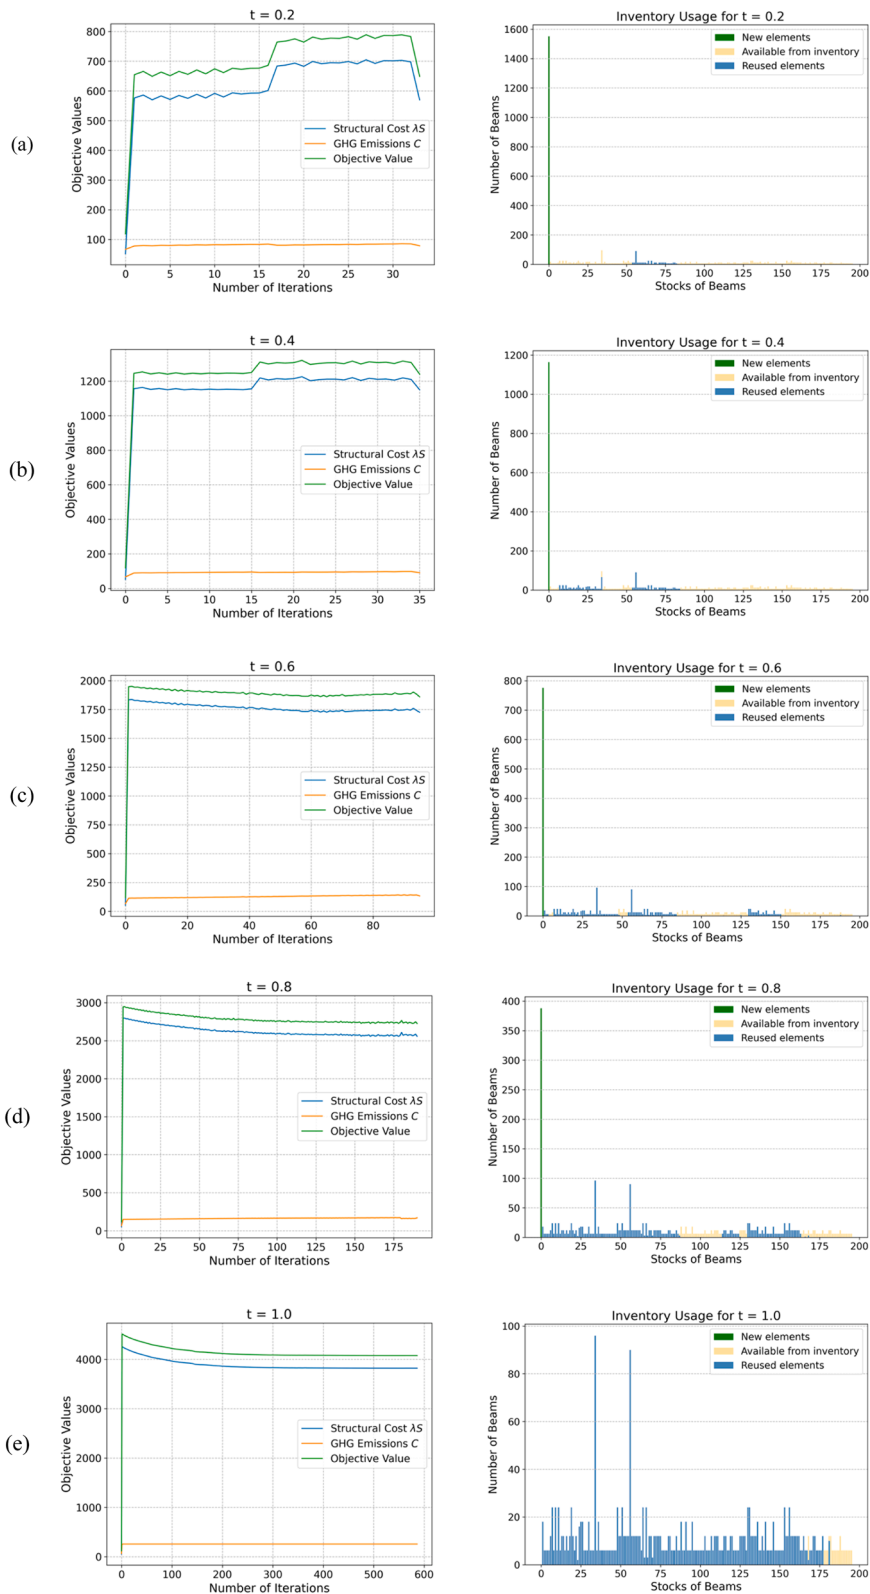 (a)
t = 0.2
800
700
600
500
400
300
200
100
Objective Values
Structural Cost λS
GHG Emissions C
Objective Value
0 5 10 15 20 25 30
Number of Iterations
Inventory Usage for t = 0.2
1600
1400
1200
1000
800
600
400
200
0
Number of Beams
New elements
Available from inventory
Reused elements
0 25 50 75 100 125 150 175 200
Stocks of Beams
(b)
t = 0.4
1200
1000
800
600
400
200
0
Objective Values
Structural Cost λS
GHG Emissions C
Objective Value
0 5 10 15 20 25 30 35
Number of Iterations
Inventory Usage for t = 0.4
1200
1000
800
600
400
200
0
Number of Beams
New elements
Available from inventory
Reused elements
0 25 50 75 100 125 150 175 200
Stocks of Beams
(c)
t = 0.6
2000
1750
1500
1250
1000
750
500
250
0
Objective Values
Structural Cost λS
GHG Emissions C
Objective Value
0 20 40 60 80
Number of Iterations
Inventory Usage for t = 0.6
800
700
600
500
400
300
200
100
0
Number of Beams
New elements
Available from inventory
Reused elements
0 25 50 75 100 125 150 175 200
Stocks of Beams
(d)
t = 0.8
3000
2500
2000
1500
1000
500
0
Objective Values
Structural Cost λS
GHG Emissions C
Objective Value
0 25 50 75 100 125 150 175
Number of Iterations
Inventory Usage for t = 0.8
400
350
300
250
200
150
100
50
0
Number of Beams
New elements
Available from inventory
Reused elements
0 25 50 75 100 125 150 175 200
Stocks of Beams
(e)
t = 1.0
4000
3000
2000
1000
0
Objective Values
Structural Cost λS
GHG Emissions C
Objective Value
0 100 200 300 400 500 600
Number of Iterations
Inventory Usage for t = 1.0
100
80
60
40
20
0
Number of Beams
New elements
Available from inventory
Reused elements
0 25 50 75 100 125 150 175 200
Stocks of Beams